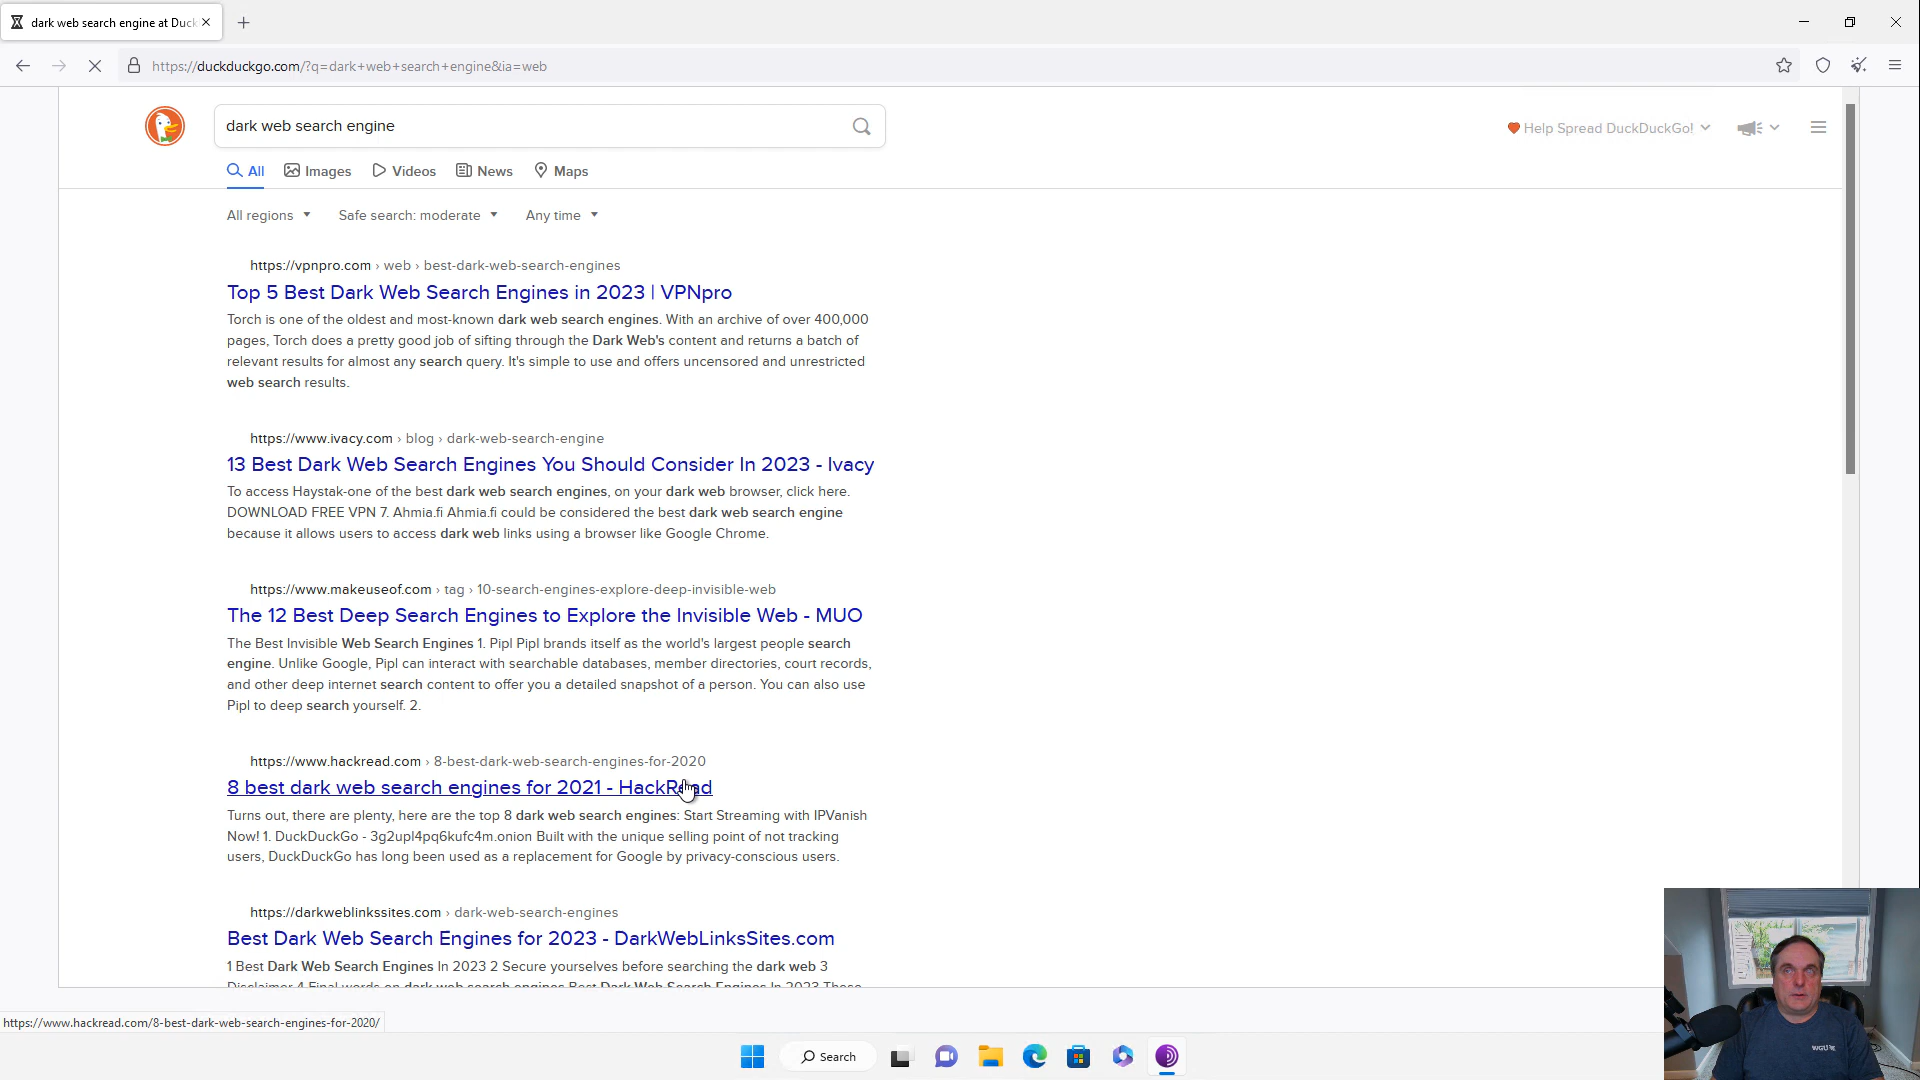 dark web search engine at Duck
https://duckduckgo.com/?q=dark+web+search+engine&ia=web
dark web search engine
Help Spread DuckDuckGo!
All Images Videos News Maps
All regions Safe search: moderate Any time
https://vpnpro.com › web › best-dark-web-search-engines
Top 5 Best Dark Web Search Engines in 2023 | VPNpro
Torch is one of the oldest and most-known dark web search engines. With an archive of over 400,000
pages, Torch does a pretty good job of sifting through the Dark Web's content and returns a batch of
relevant results for almost any search query. It's simple to use and offers uncensored and unrestricted
web search results.
https://www.ivacy.com › blog › dark-web-search-engine
13 Best Dark Web Search Engines You Should Consider In 2023 - Ivacy
To access Haystak-one of the best dark web search engines, on your dark web browser, click here.
DOWNLOAD FREE VPN 7. Ahmia.fi Ahmia.fi could be considered the best dark web search engine
because it allows users to access dark web links using a browser like Google Chrome.
https://www.makeuseof.com › tag › 10-search-engines-explore-deep-invisible-web
The 12 Best Deep Search Engines to Explore the Invisible Web - MUO
The Best Invisible Web Search Engines 1. Pipl Pipl brands itself as the world's largest people search
engine. Unlike Google, Pipl can interact with searchable databases, member directories, court records,
and other deep internet search content to offer you a detailed snapshot of a person. You can also use
Pipl to deep search yourself. 2.
https://www.hackread.com › 8-best-dark-web-search-engines-for-2020
8 best dark web search engines for 2021 - HackRead
Turns out, there are plenty, here are the top 8 dark web search engines: Start Streaming with IPVanish
Now! 1. DuckDuckGo - 3g2upl4pq6kufc4m.onion Built with the unique selling point of not tracking
users, DuckDuckGo has long been used as a replacement for Google by privacy-conscious users.
https://darkweblinkssites.com › dark-web-search-engines
Best Dark Web Search Engines for 2023 - DarkWebLinksSites.com
1 Best Dark Web Search Engines In 2023 2 Secure yourselves before searching the dark web 3
Disclaimer 4 Final words on dark web search engines Best Dark Web Search Engines In 2023 These
https://www.hackread.com/8-best-dark-web-search-engines-for-2020/
Search
WGU